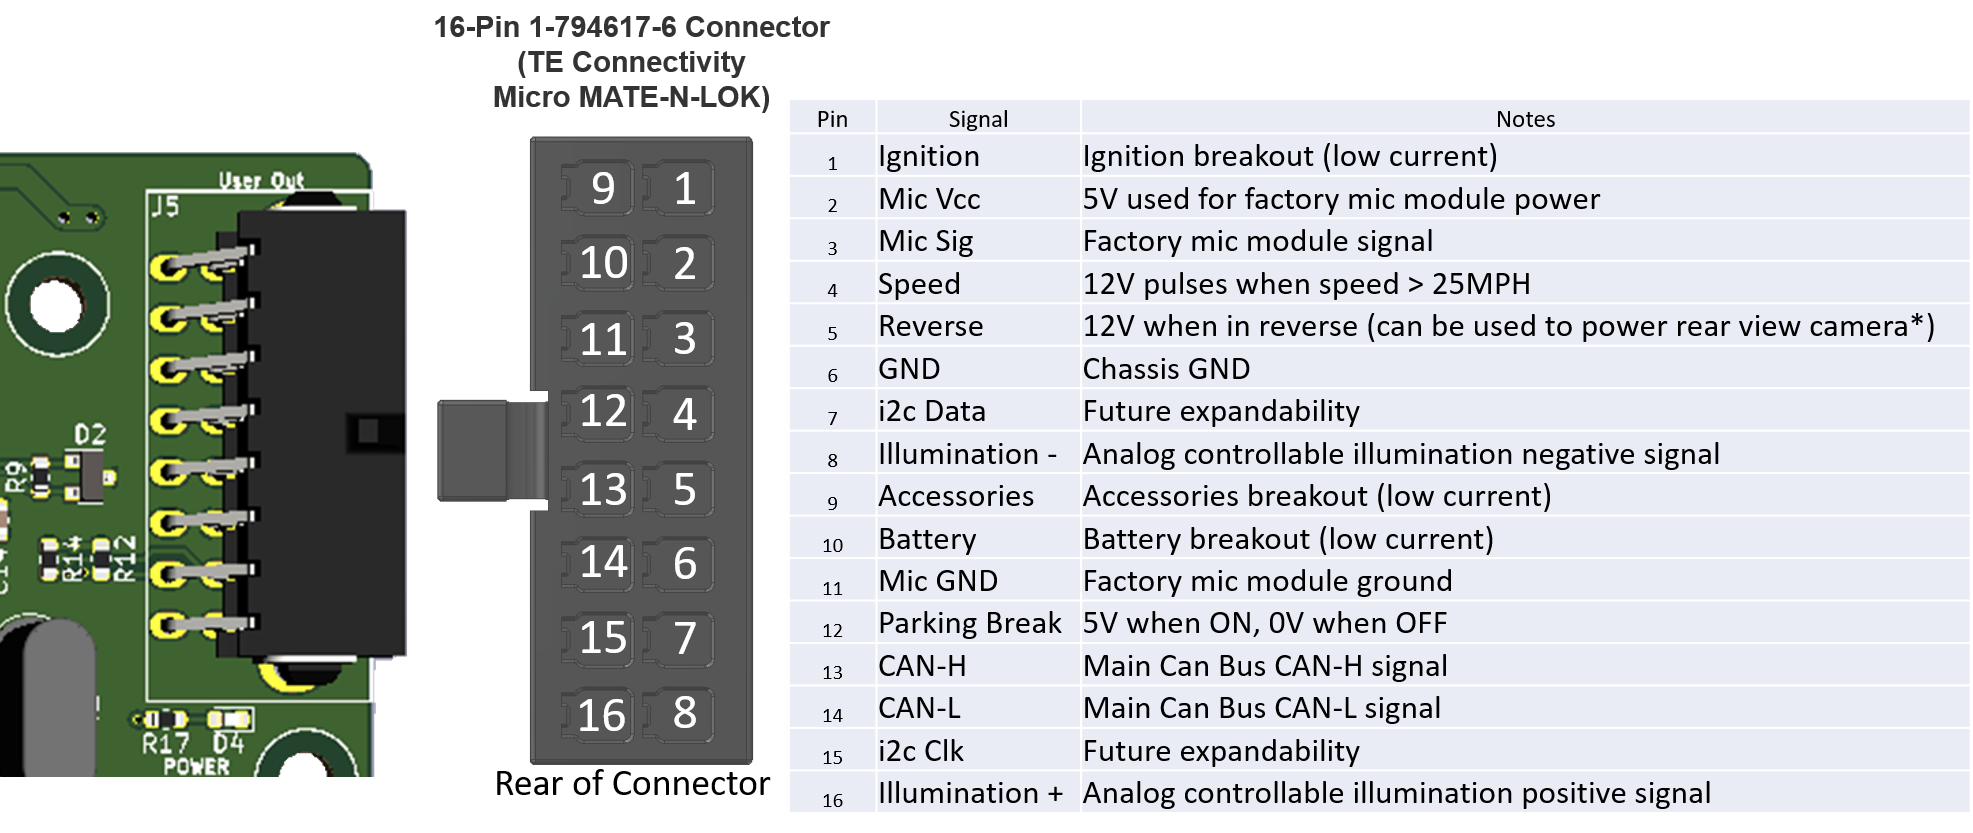 16-Pin 1-794617-6 Connector
(TE Connectivity
Micro MATE-N-LOK)
User Out
J5
D2
R9
R14
R12
R17 D4
POWER
9 1
10 2
11 3
12 4
13 5
14 6
15 7
16 8
Rear of Connector
Pin Signal Notes
1 Ignition Ignition breakout (low current)
2 Mic Vcc 5V used for factory mic module power
3 Mic Sig Factory mic module signal
4 Speed 12V pulses when speed > 25MPH
5 Reverse 12V when in reverse (can be used to power rear view camera*)
6 GND Chassis GND
7 i2c Data Future expandability
8 Illumination - Analog controllable illumination negative signal
9 Accessories Accessories breakout (low current)
10 Battery Battery breakout (low current)
11 Mic GND Factory mic module ground
12 Parking Break 5V when ON, 0V when OFF
13 CAN-H Main Can Bus CAN-H signal
14 CAN-L Main Can Bus CAN-L signal
15 i2c Clk Future expandability
16 Illumination + Analog controllable illumination positive signal